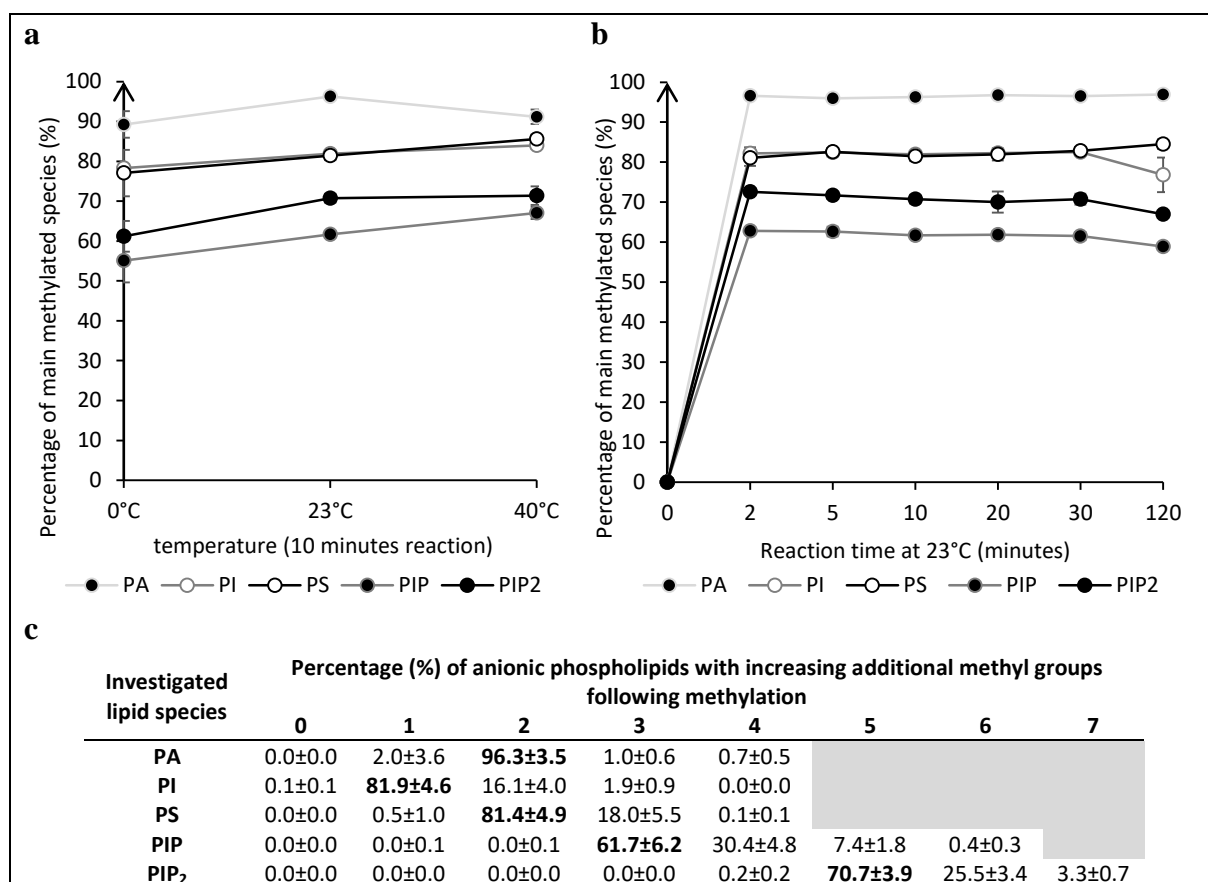 a
Percentage of main methylated species (%)
100
90
80
70
60
50
40
30
20
10
0
0°C 23°C 40°C
temperature (10 minutes reaction)
PA PI PS PIP PIP2
b
Percentage of main methylated species (%)
100
90
80
70
60
50
40
30
20
10
0
0 2 5 10 20 30 120
Reaction time at 23°C (minutes)
PA PI PS PIP PIP2
c
Investigated lipid species
Percentage (%) of anionic phospholipids with increasing additional methyl groups
following methylation
0 1 2 3 4 5 6 7
PA 0.0±0.0 2.0±3.6 96.3±3.5 1.0±0.6 0.7±0.5
PI 0.1±0.1 81.9±4.6 16.1±4.0 1.9±0.9 0.0±0.0
PS 0.0±0.0 0.5±1.0 81.4±4.9 18.0±5.5 0.1±0.1
PIP 0.0±0.0 0.0±0.1 0.0±0.1 61.7±6.2 30.4±4.8 7.4±1.8 0.4±0.3
PIP₂ 0.0±0.0 0.0±0.0 0.0±0.0 0.0±0.0 0.2±0.2 70.7±3.9 25.5±3.4 3.3±0.7